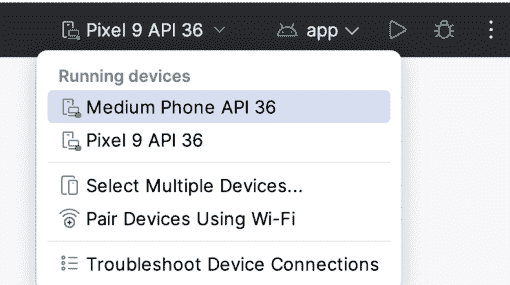 Pixel 9 API 36 app
Running devices
Medium Phone API 36
Pixel 9 API 36
Select Multiple Devices...
Pair Devices Using Wi-Fi
Troubleshoot Device Connections